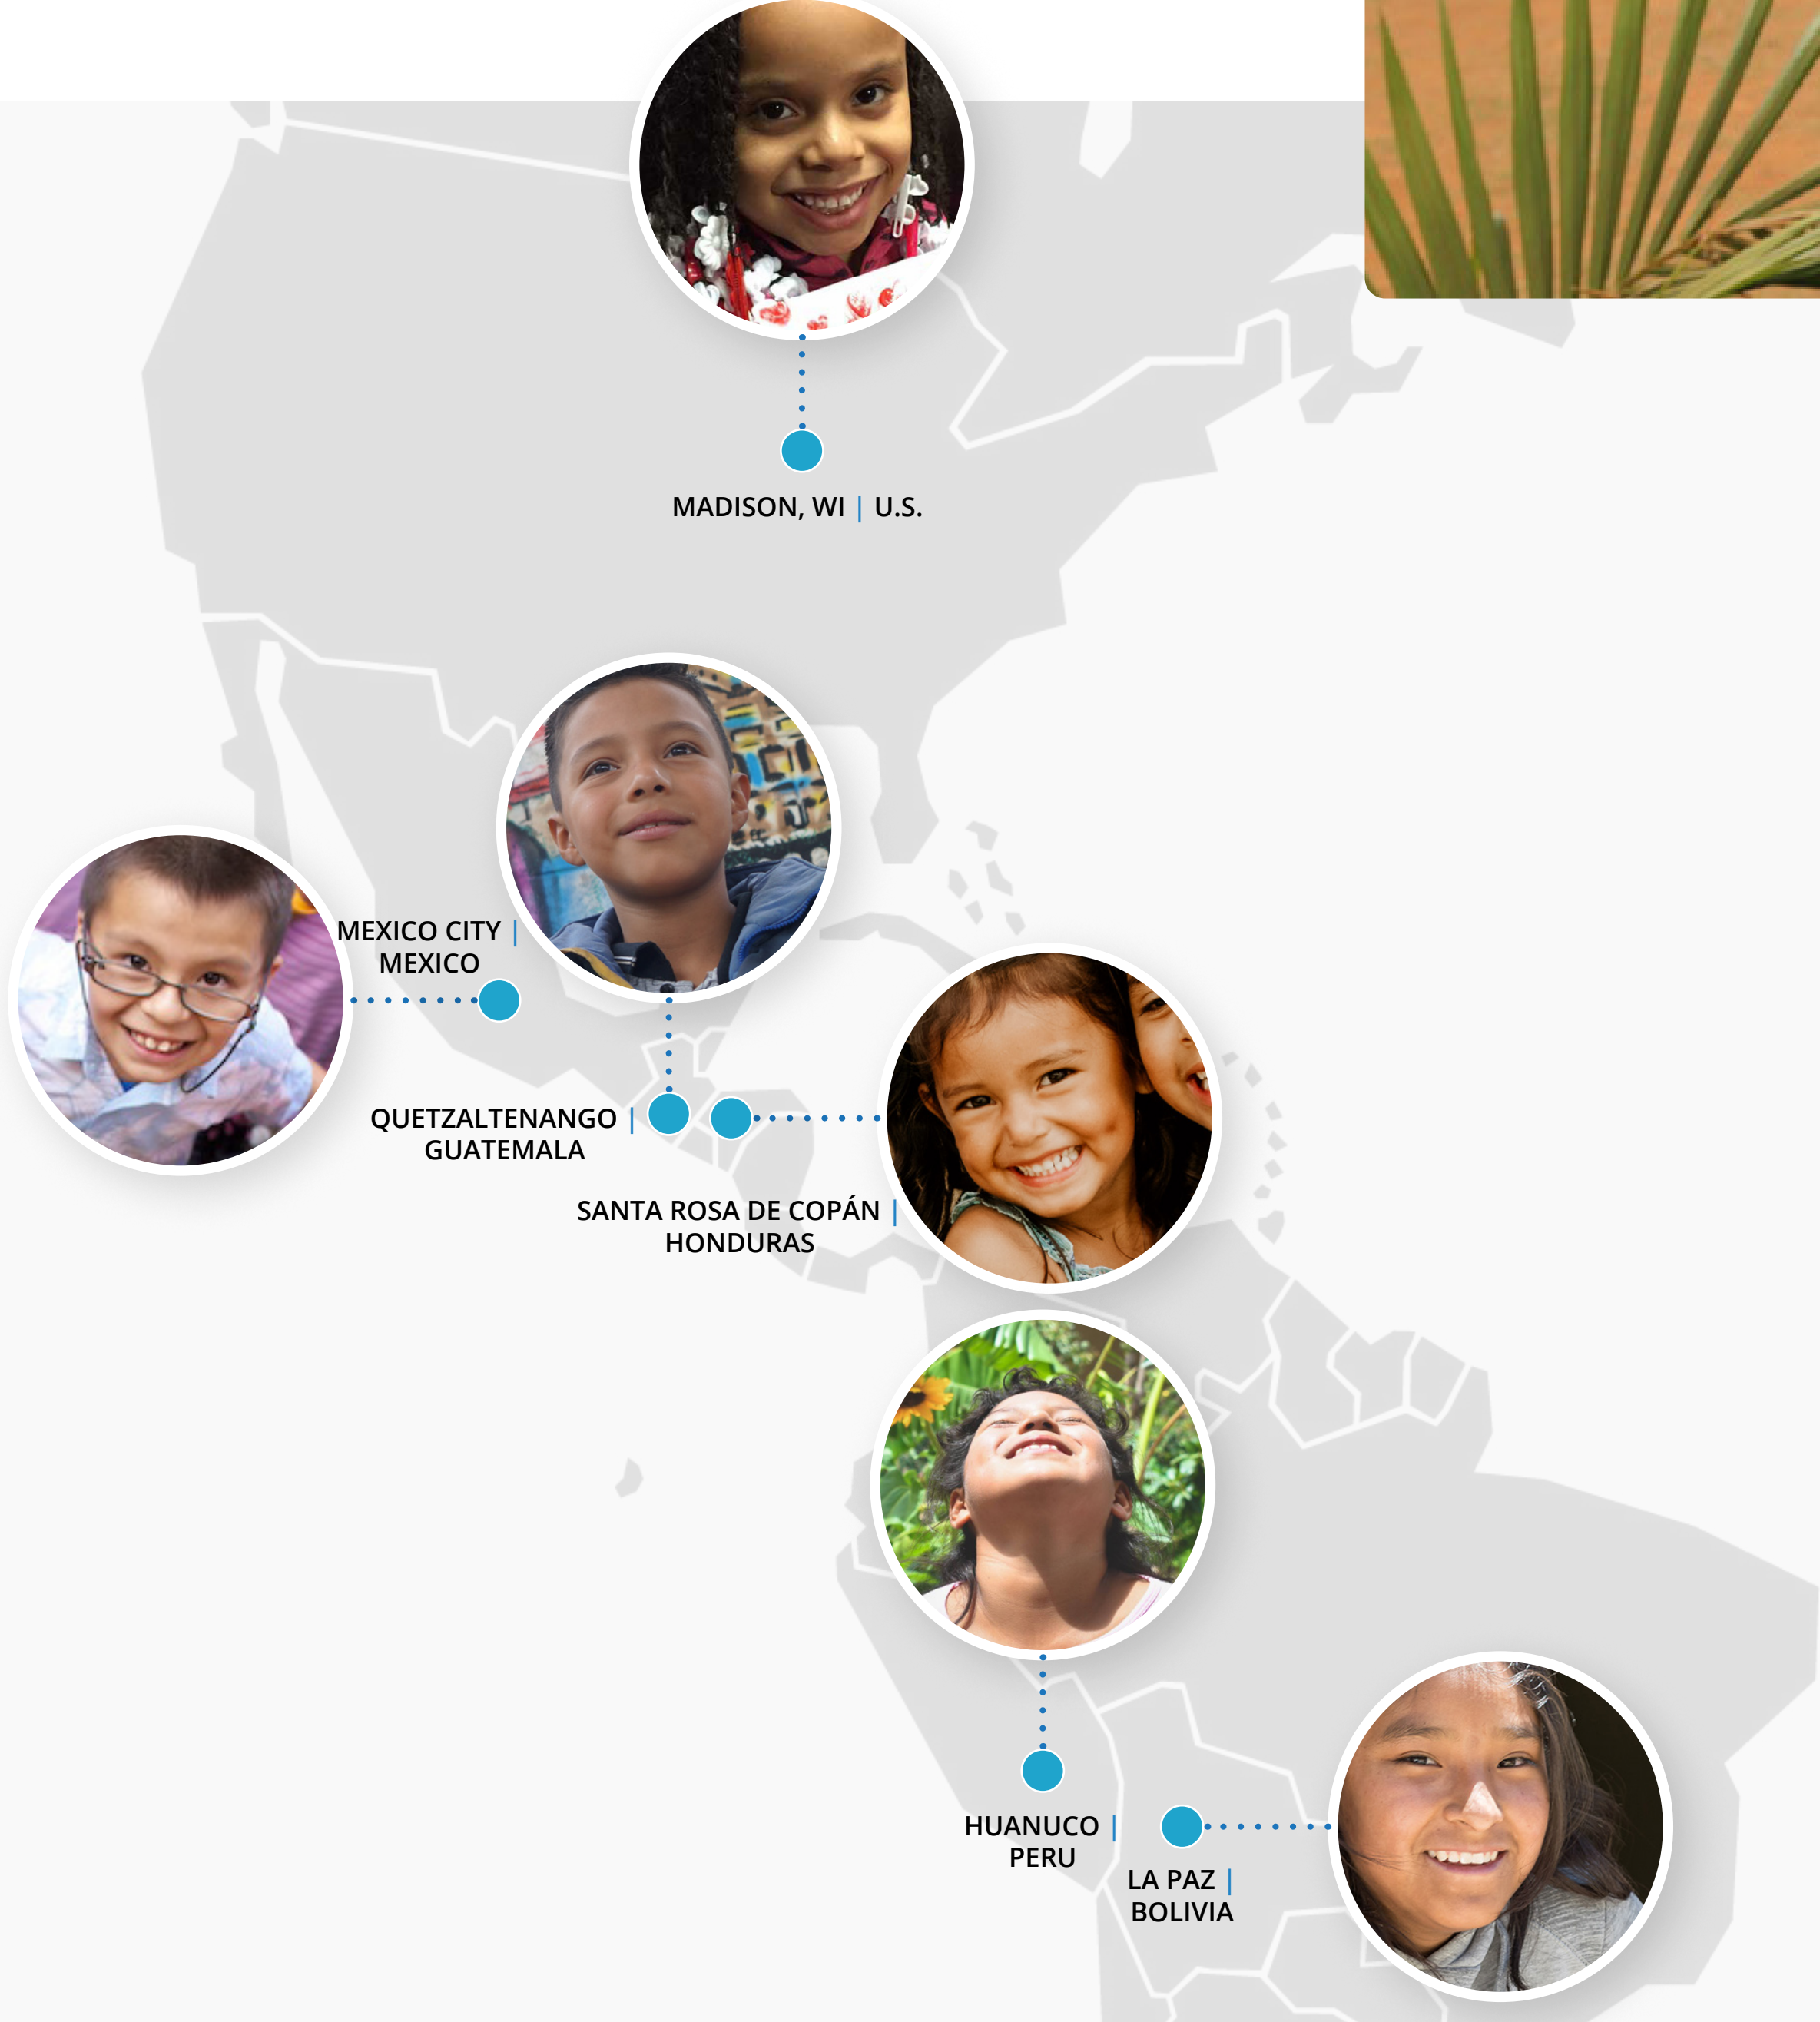 MADISON, WI | U.S.
MEXICO CITY |
MEXICO
QUETZALTENANGO |
GUATEMALA
SANTA ROSA DE COPÁN |
HONDURAS
HUANUCO |
PERU
LA PAZ |
BOLIVIA